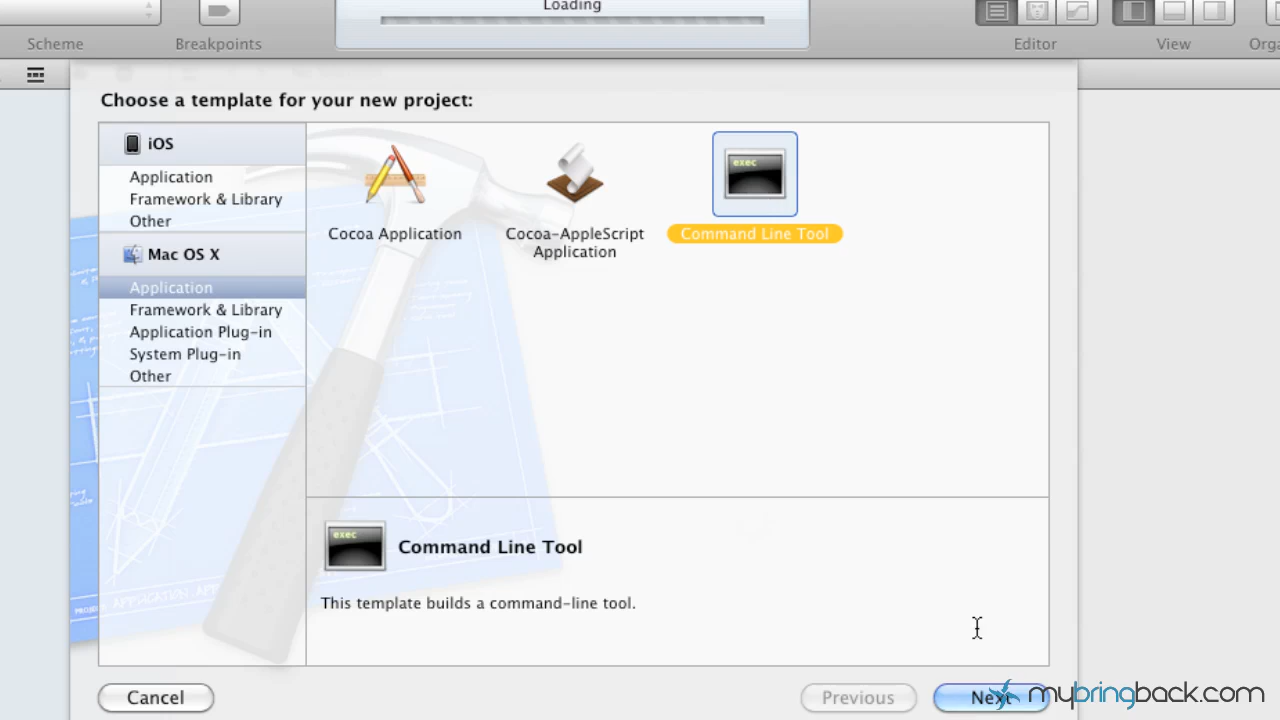 Loading
Scheme
Breakpoints
Editor
View
Choose a template for your new project:
iOS
Application
Framework & Library
Other
Mac OS X
Application
Framework & Library
Application Plug-in
System Plug-in
Other
exec
Cocoa Application
Cocoa-AppleScript
Application
Command Line Tool
exec
Command Line Tool
This template builds a command-line tool.
Cancel
Previous
Next
mybringback.com